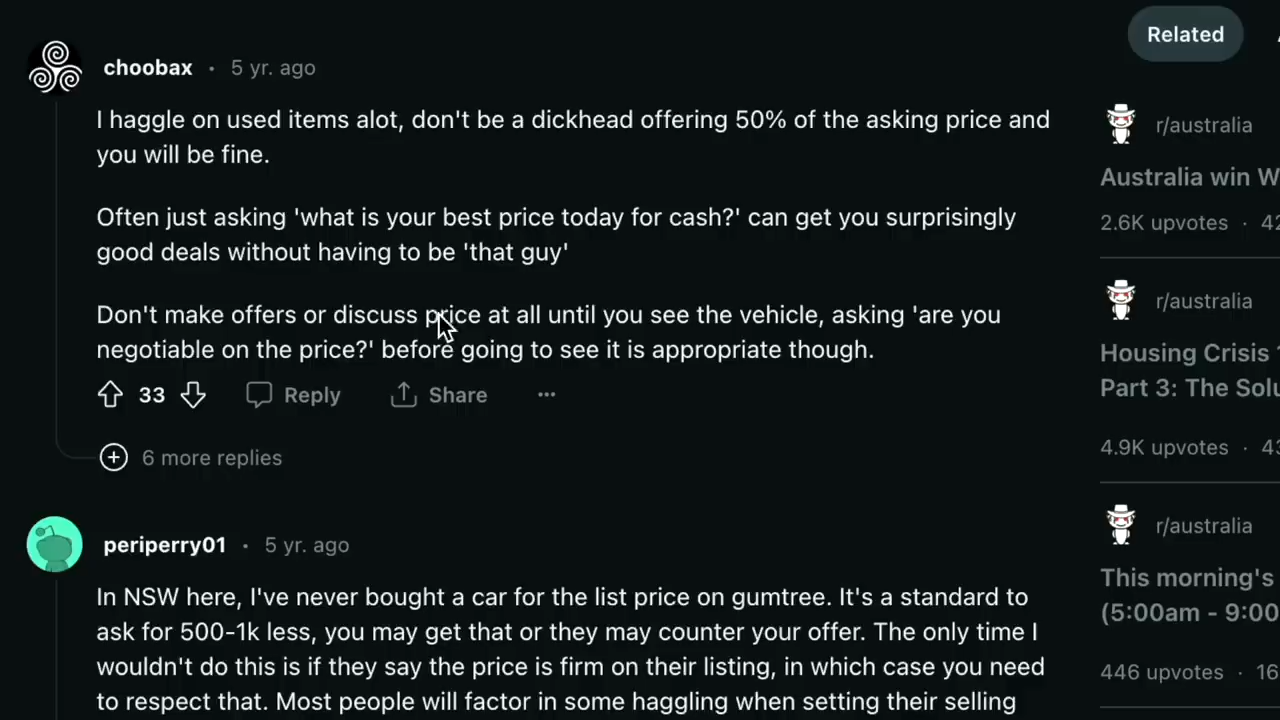 choobax · 5 yr. ago
I haggle on used items alot, don't be a dickhead offering 50% of the asking price and
you will be fine.
Often just asking 'what is your best price today for cash?' can get you surprisingly
good deals without having to be 'that guy'
Don't make offers or discuss price at all until you see the vehicle, asking 'are you
negotiable on the price?' before going to see it is appropriate though.
33 Reply Share ...
6 more replies
periperry01 · 5 yr. ago
In NSW here, I've never bought a car for the list price on gumtree. It's a standard to
ask for 500-1k less, you may get that or they may counter your offer. The only time I
wouldn't do this is if they say the price is firm on their listing, in which case you need
to respect that. Most people will factor in some haggling when setting their selling
Related
r/australia
Australia win W
2.6K upvotes · 42
r/australia
Housing Crisis
Part 3: The Solu
4.9K upvotes · 43
r/australia
This morning's
(5:00am - 9:00
446 upvotes · 16